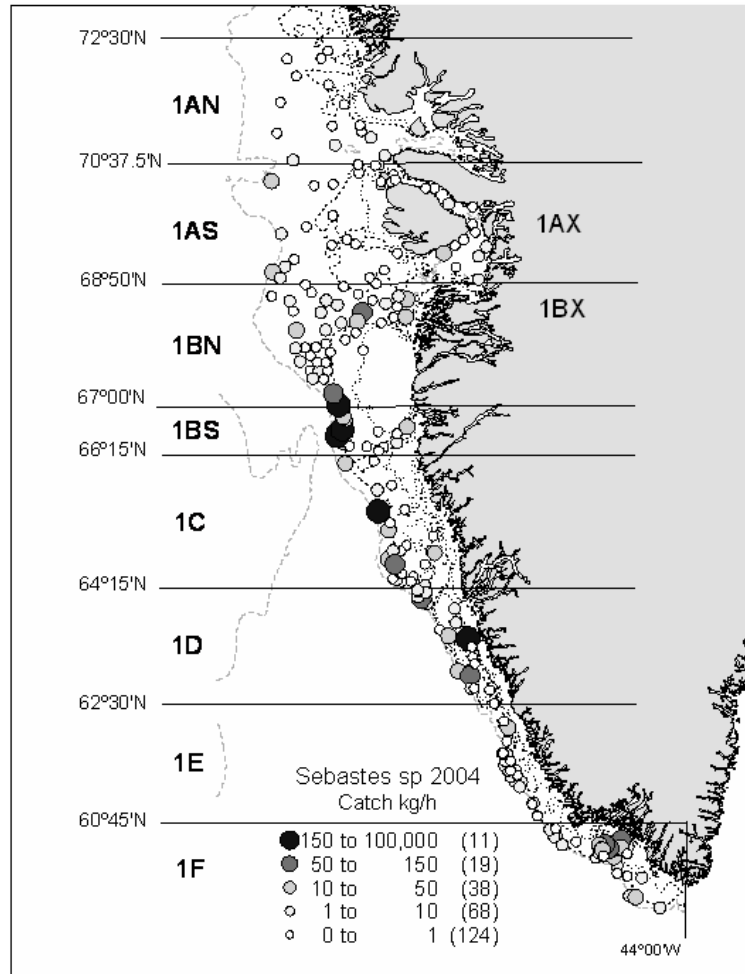 72º30'N
1AN
70º37.5'N
1AS
1AX
68º50'N
1BX
1BN
67º00'N
1BS
66º15'N
1C
64º15'N
1D
62º30'N
1E
Sebastes sp 2004
Catch kg/h
60º45'N
150 to 100,000 (11)
50 to 150 (19)
1F
10 to 50 (38)
1 to 10 (68)
0 to 1 (124)
44º00'W